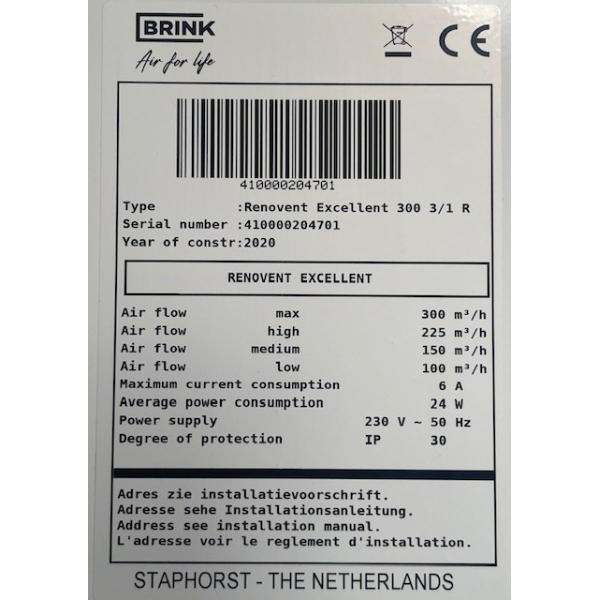 BRINK
Air for life
CE
410000204701
Type :Renovent Excellent 300 3/1 R
Serial number :410000204701
Year of constr:2020
RENOVENT EXCELLENT
Air flow max 300 m³/h
Air flow high 225 m³/h
Air flow medium 150 m³/h
Air flow low 100 m³/h
Maximum current consumption 6 A
Average power consumption 24 W
Power supply 230 V ~ 50 Hz
Degree of protection IP 30
Adres zie installatievoorschrift.
Adresse sehe Installationsanleitung.
Address see installation manual.
L'adresse voir le reglement d'installation.
STAPHORST - THE NETHERLANDS